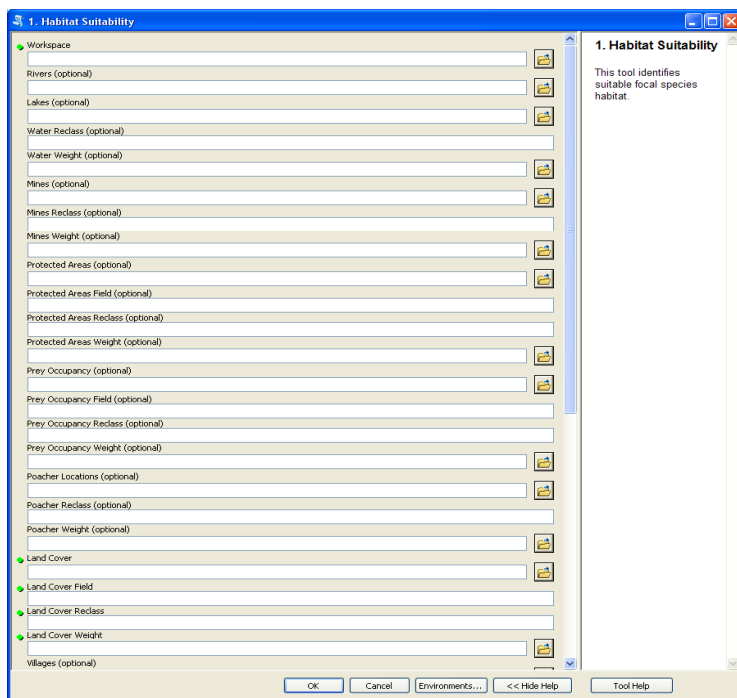 1. Habitat Suitability
Workspace
Rivers (optional)
Lakes (optional)
Water Reclass (optional)
Water Weight (optional)
Mines (optional)
Mines Reclass (optional)
Mines Weight (optional)
Protected Areas (optional)
Protected Areas Field (optional)
Protected Areas Reclass (optional)
Protected Areas Weight (optional)
Prey Occupancy (optional)
Prey Occupancy Field (optional)
Prey Occupancy Reclass (optional)
Prey Occupancy Weight (optional)
Poacher Locations (optional)
Poacher Reclass (optional)
Poacher Weight (optional)
Land Cover
Land Cover Field
Land Cover Reclass
Land Cover Weight
Villages (optional)
1. Habitat Suitability
This tool identifies
suitable focal species
habitat.
OK Cancel Environments... << Hide Help Tool Help